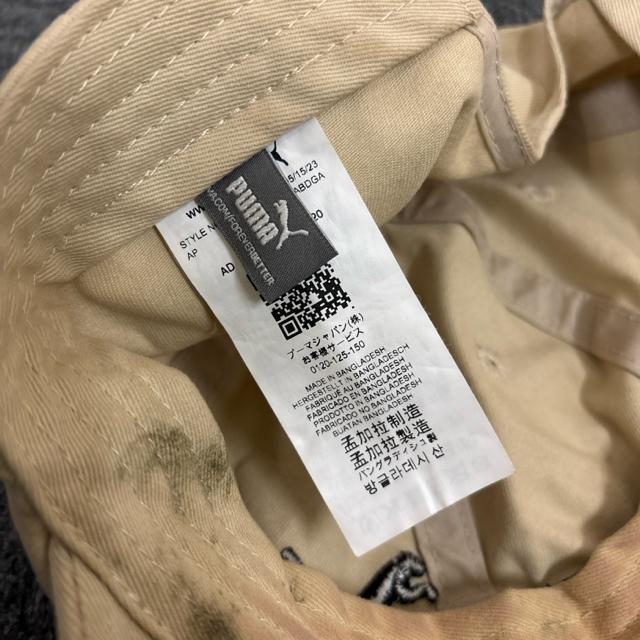 PUMA
MA.COM/FOREVERBETTER
WW
5/15/23
ABDGA
STYLE N
20
AP
AD
プーマジャパン(株)
お客様サービス
0120-125-150
MADE IN BANGLADESH
HERGESTELLT IN BANGLADESCH
FABRIQUÉ AU BANGLADESH
FABRICADO EN BANGLADESH
PRODOTTO IN BANGLADESH
FABRICADO NO BANGLADESH
BUATAN BANGLADESH
孟加拉制造
孟加拉製造
バングラデシュ製
방글라데시 산